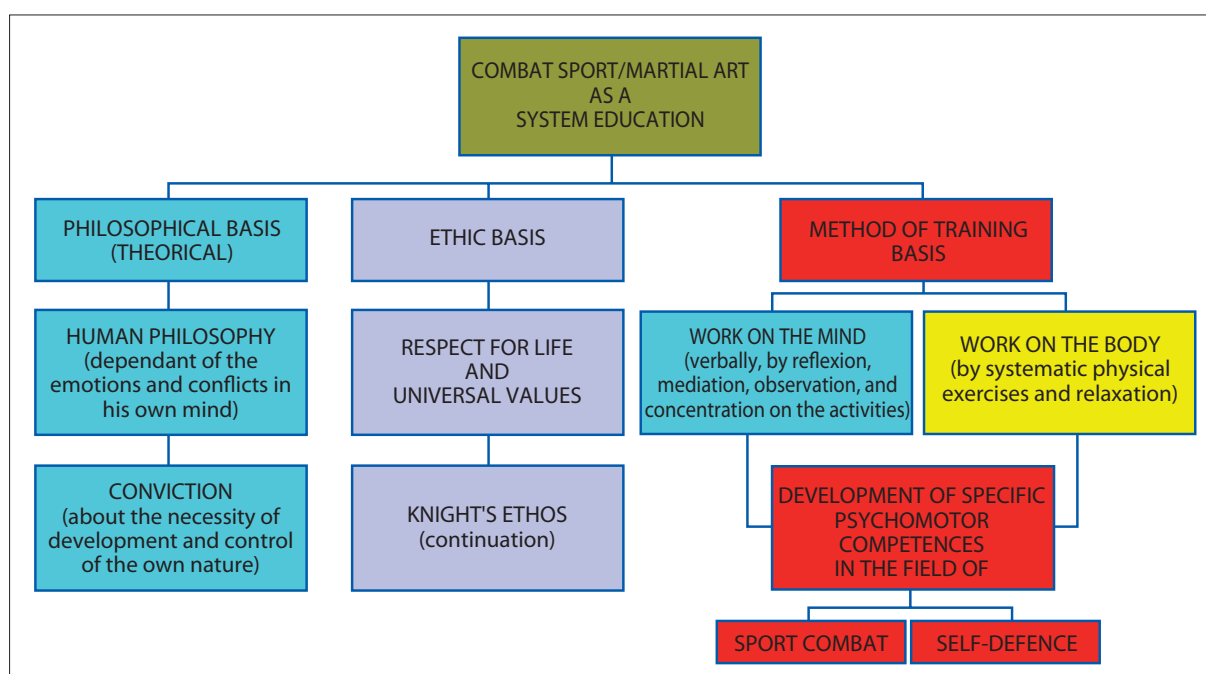 COMBAT SPORT/MARTIAL ART
AS A
SYSTEM EDUCATION
PHILOSOPHICAL BASIS
(THEORICAL)
ETHIC BASIS
METHOD OF TRAINING
BASIS
HUMAN PHILOSOPHY
(dependant of the
emotions and conflicts in
his own mind)
RESPECT FOR LIFE
AND
UNIVERSAL VALUES
WORK ON THE MIND
(verbally, by reflexion,
mediation, observation, and
concentration on the activities)
WORK ON THE BODY
(by systematic physical
exercises and relaxation)
CONVICTION
(about the necessity of
development and control
of the own nature)
KNIGHT'S ETHOS
(continuation)
DEVELOPMENT OF SPECIFIC
PSYCHOMOTOR
COMPETENCES
IN THE FIELD OF
SPORT COMBAT
SELF-DEFENCE